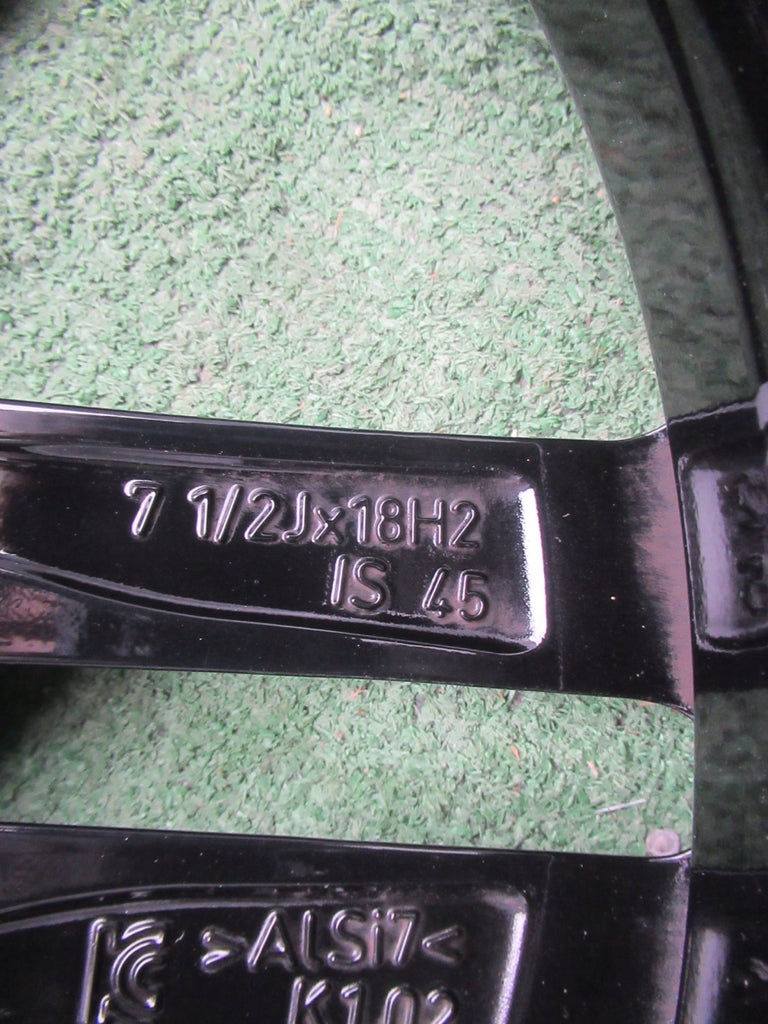 7 1/2Jx18H2
IS 45
>AlSi7<
K102